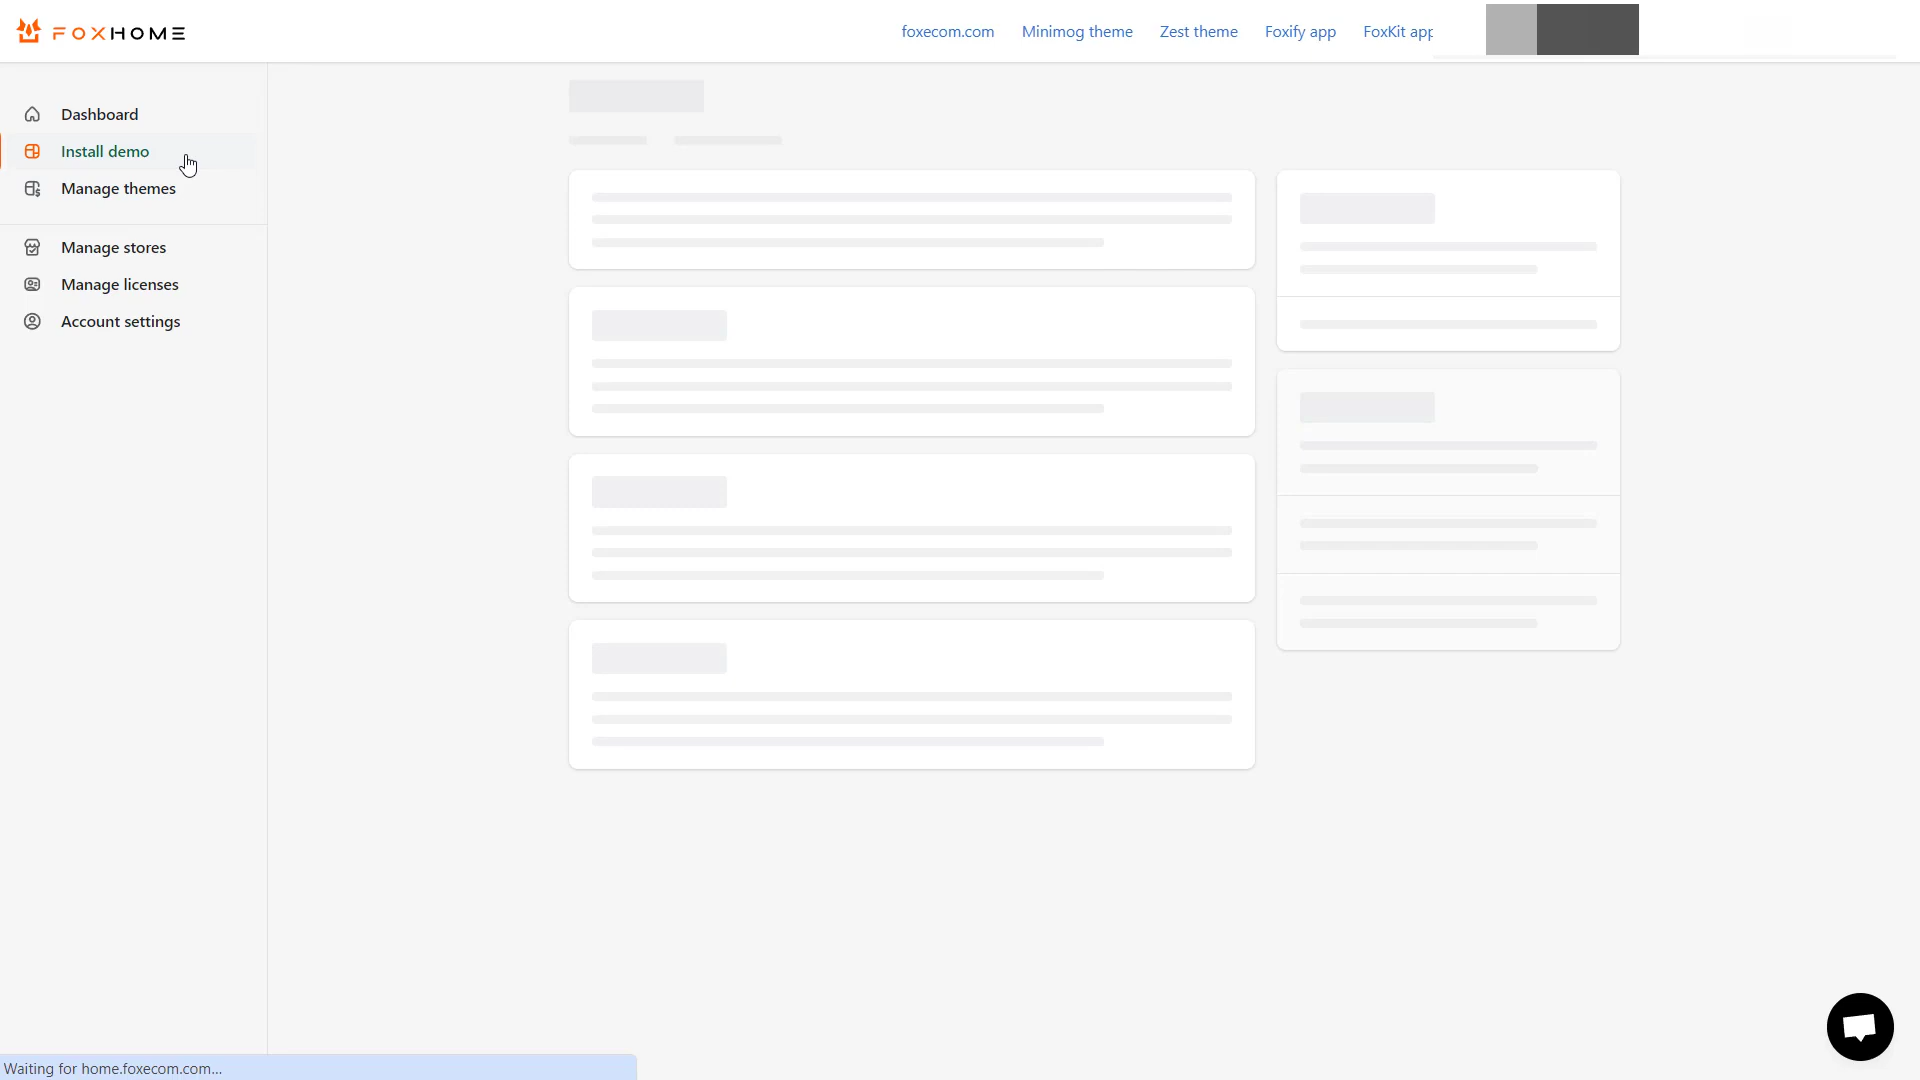 FOXHOME
foxecom.com
Minimog theme
Zest theme
Foxify app
FoxKit app
Dashboard
Install demo
Manage themes
Manage stores
Manage licenses
Account settings
Waiting for home.foxecom.com...